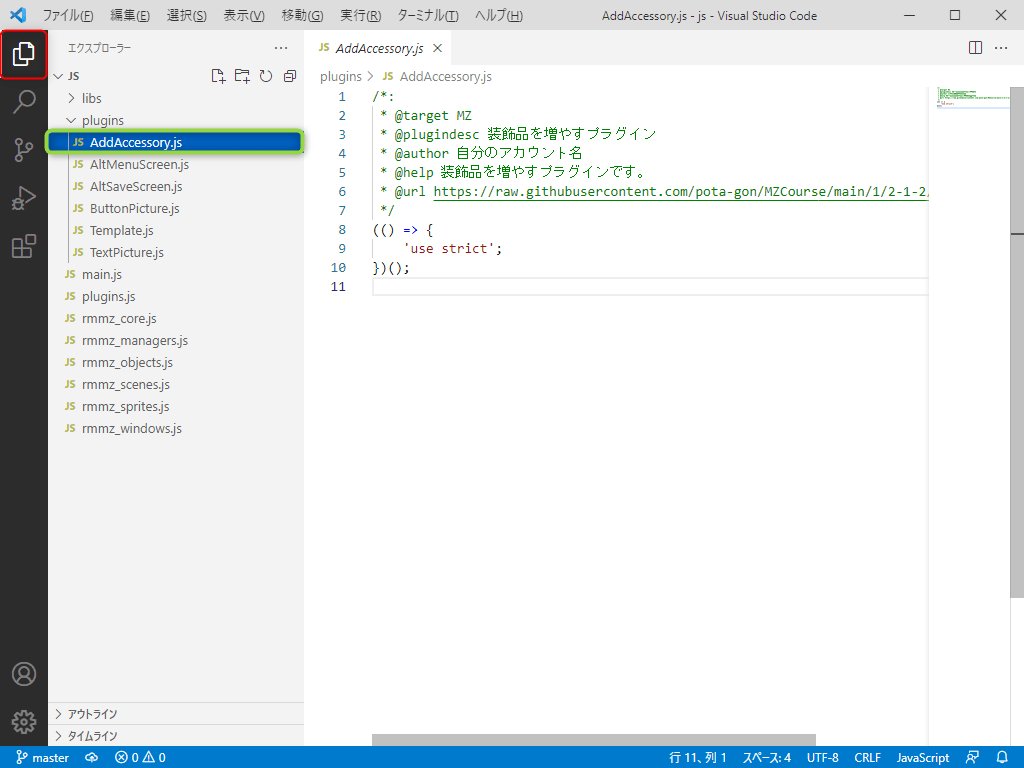 ファイル(F) 編集(E) 選択(S) 表示(V) 移動(G) 実行(R) ターミナル(T) ヘルプ(H) AddAccessory.js - js - Visual Studio Code
エクスプローラー
JS
libs
plugins
JS AddAccessory.js
JS AltMenuScreen.js
JS AltSaveScreen.js
JS ButtonPicture.js
JS Template.js
JS TextPicture.js
JS main.js
JS plugins.js
JS rmmz_core.js
JS rmmz_managers.js
JS rmmz_objects.js
JS rmmz_scenes.js
JS rmmz_sprites.js
JS rmmz_windows.js
アウトライン
タイムライン
JS AddAccessory.js
plugins > JS AddAccessory.js
1 /*:
2 * @target MZ
3 * @plugindesc 装飾品を増やすプラグイン
4 * @author 自分のアカウント名
5 * @help 装飾品を増やすプラグインです。
6 * @url https://raw.githubusercontent.com/pota-gon/MZCourse/main/1/2-1-2/
7 */
8 (() => {
9 'use strict';
10 })();
11
master 0 0 行 11、列 1 スペース: 4 UTF-8 CRLF JavaScript